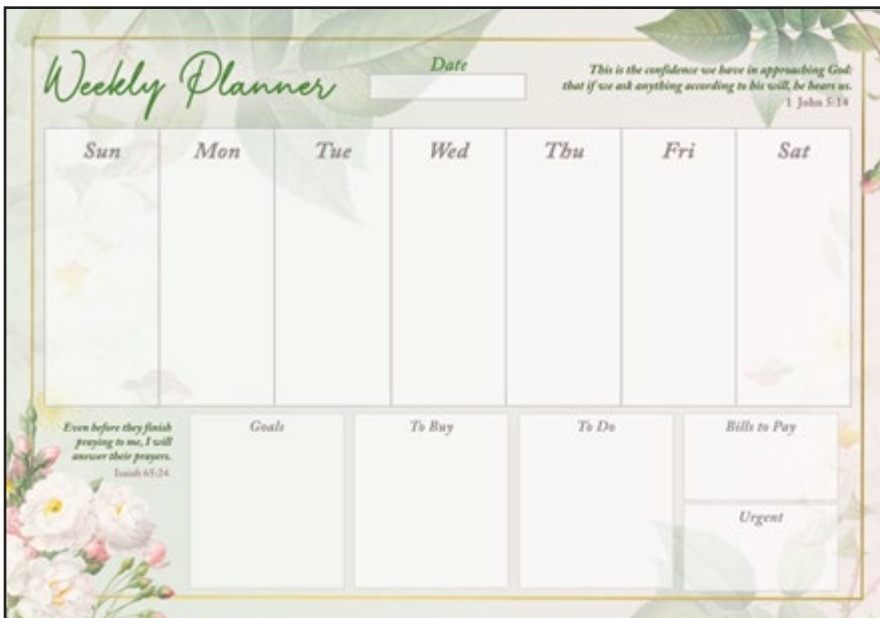 Weekly Planner
Date
This is the confidence we have in approaching God:
that if we ask anything according to his will, he hears us.
1 John 5:14
Sun Mon Tue Wed Thu Fri Sat
Even before they finish
praying to me, I will
answer their prayers.
Isaiah 65:24
Goals
To Buy
To Do
Bills to Pay
Urgent